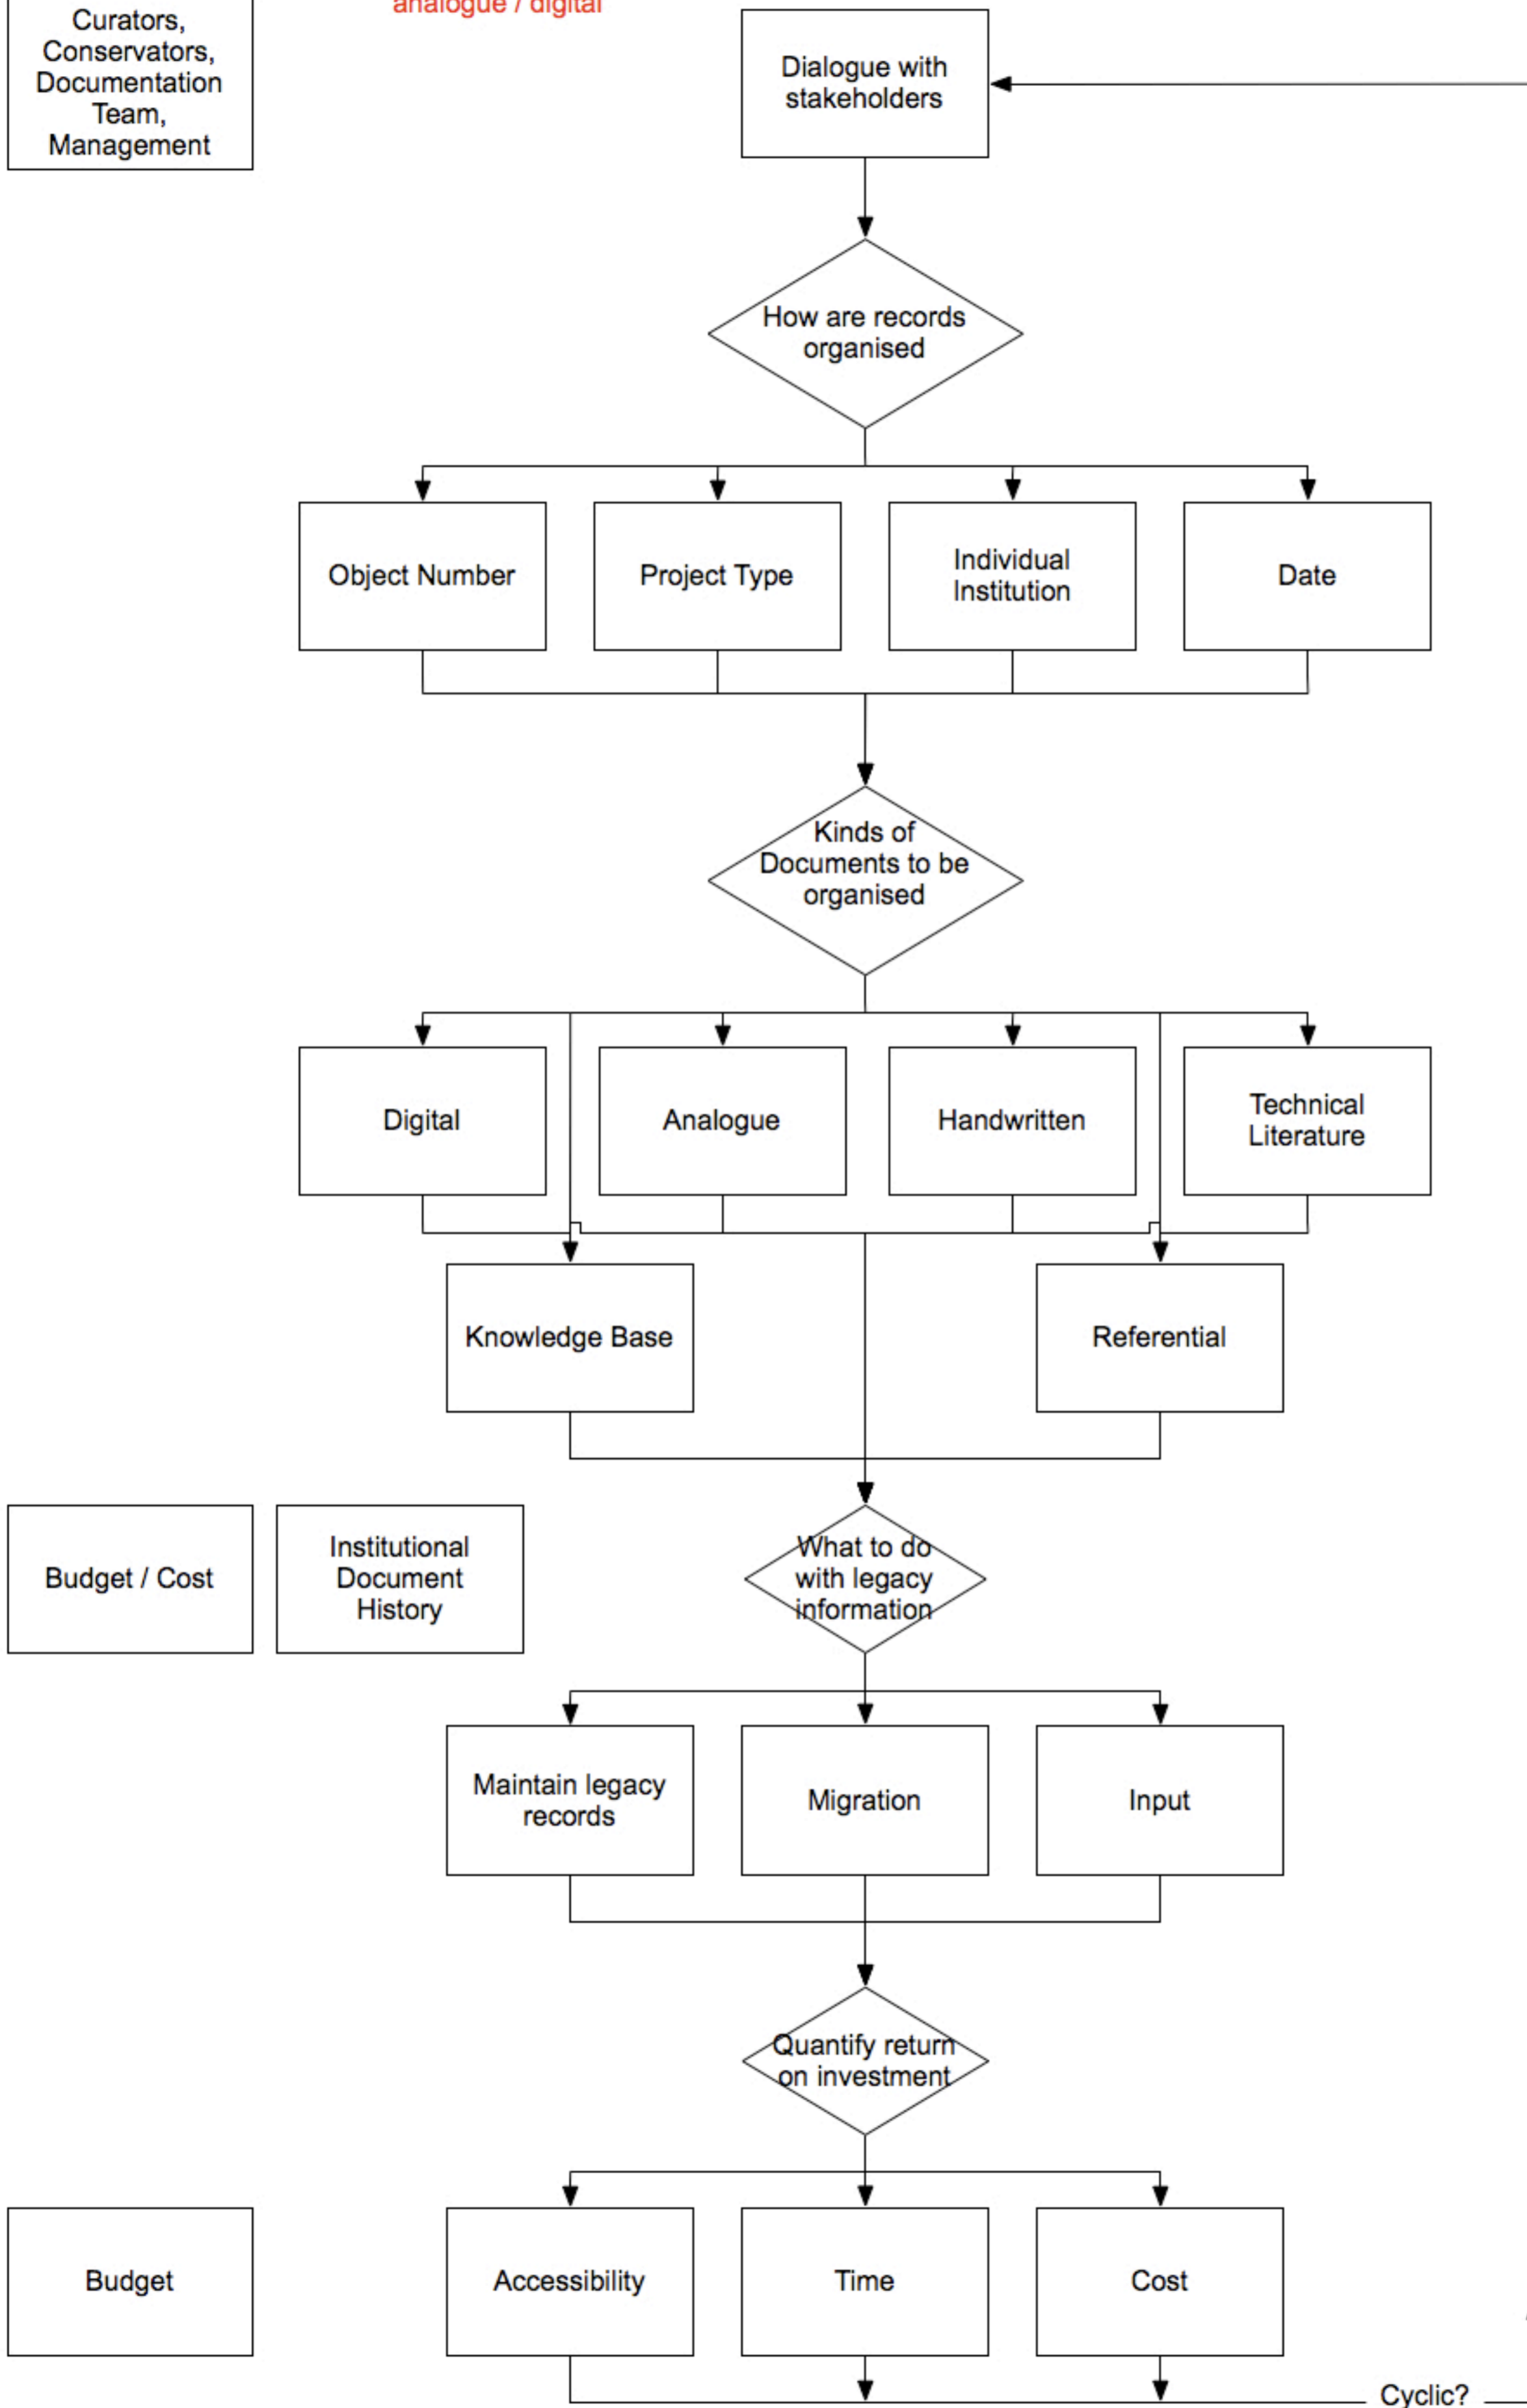 analogue / digital
Curators,
Conservators,
Documentation
Team,
Management
Dialogue with
stakeholders
How are records
organised
Object Number
Project Type
Individual
Institution
Date
Kinds of
Documents to be
organised
Digital
Analogue
Handwritten
Technical
Literature
Knowledge Base
Referential
Budget / Cost
Institutional
Document
History
What to do
with legacy
information
Maintain legacy
records
Migration
Input
Quantify return
on investment
Budget
Accessibility
Time
Cost
Cyclic?